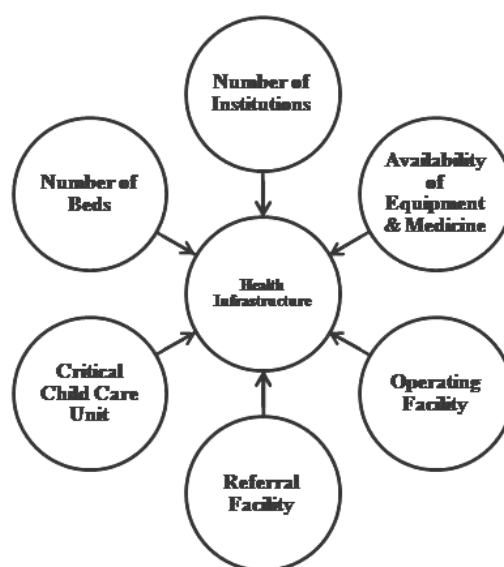 Number of
Institutions
Availability
of
Equipment
& Medicine
Number of
Beds
Health
Infrastructure
Critical
Child Care
Unit
Operating
Facility
Referral
Facility